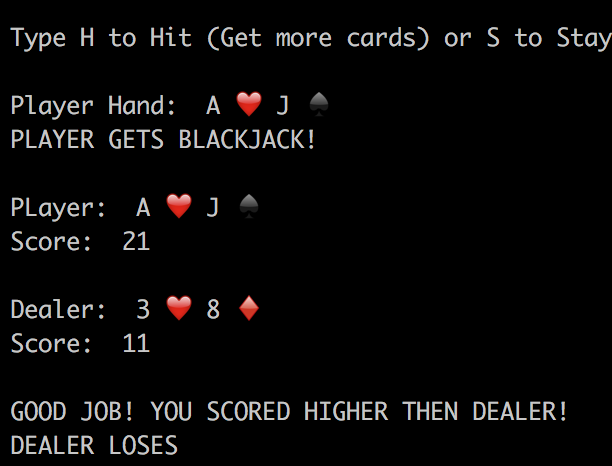 Type H to Hit (Get more cards) or S to Stay
Player Hand:  A ♥️ J ♠️
PLAYER GETS BLACKJACK!
PLayer:  A ♥️ J ♠️
Score:  21
Dealer:  3 ♥️ 8 ♦️
Score:  11
GOOD JOB! YOU SCORED HIGHER THEN DEALER!
DEALER LOSES